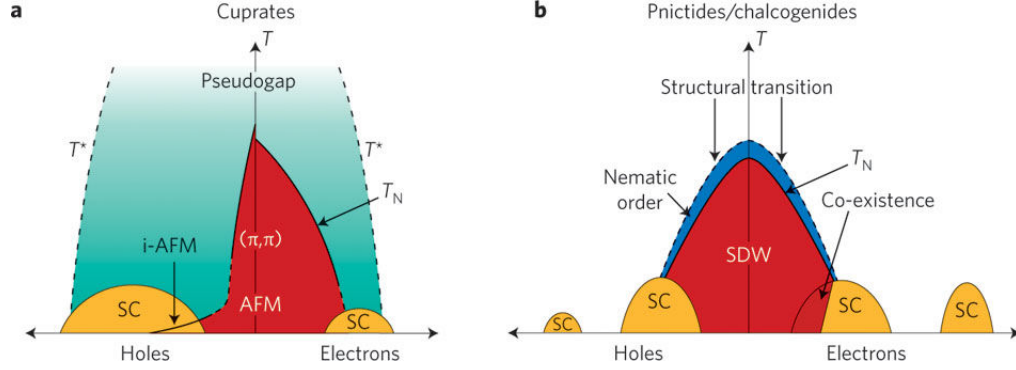 a
Cuprates
T
Pseudogap
T*
T*
T_N
(π,π)
i-AFM
AFM
SC
SC
Holes
Electrons
b
Pnictides/chalcogenides
T
Structural transition
T_N
Nematic
order
Co-existence
SDW
SC
SC
SC
SC
Holes
Electrons